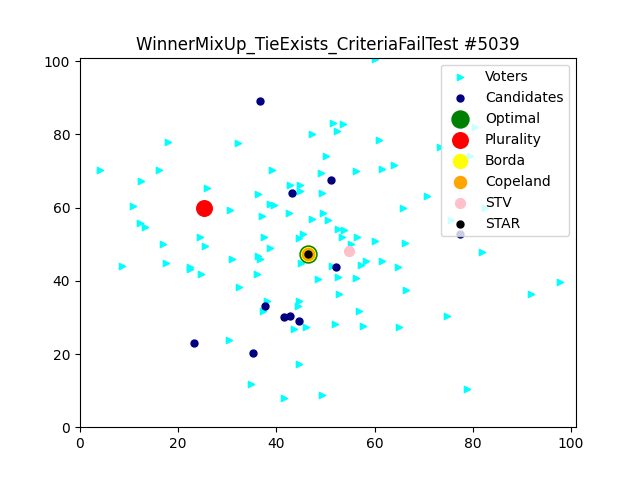 WinnerMixUp_TieExists_CriteriaFailTest #5039
100
80
60
40
20
0
0
20
40
60
80
100
Voters
Candidates
Optimal
Plurality
Borda
Copeland
STV
STAR